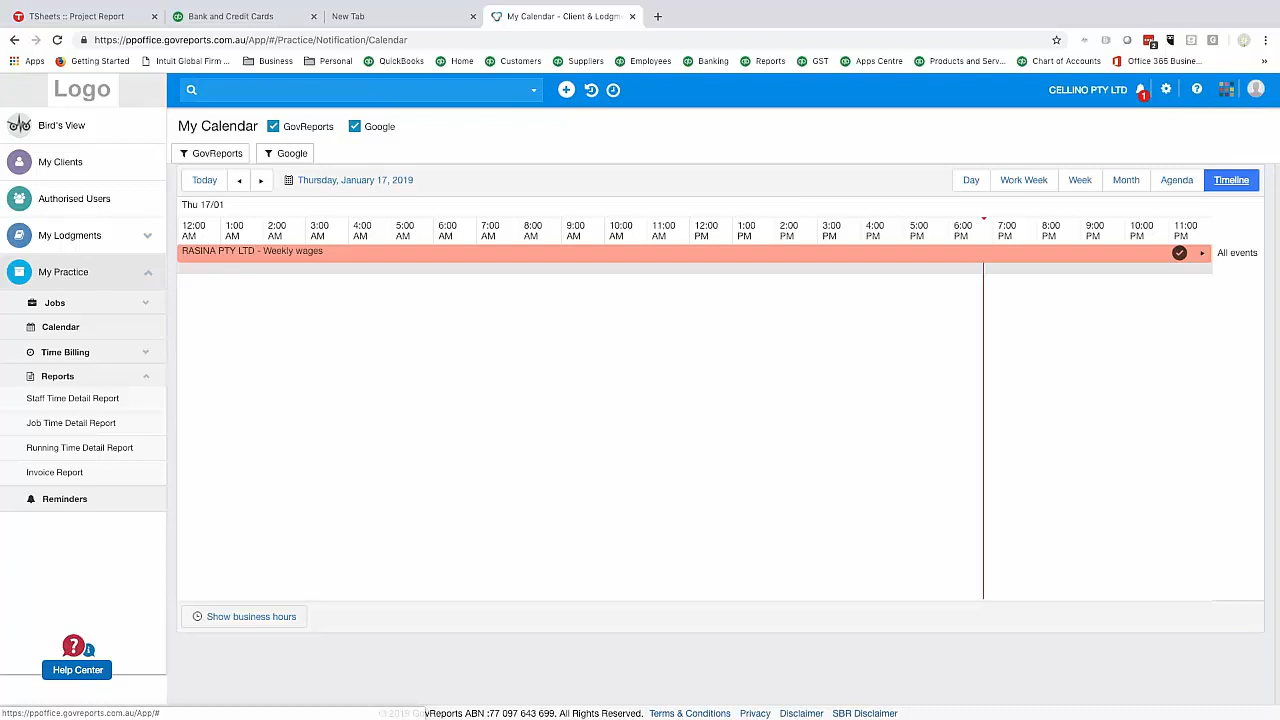 TSheets :: Project Report
Bank and Credit Cards
New Tab
My Calendar - Client & Lodgm
https://ppoffice.govreports.com.au/App/#/Practice/Notification/Calendar
Apps Getting Started Intuit Global Firm ... Business Personal QuickBooks Home Customers Suppliers Employees Banking Reports GST Apps Centre Products and Serv... Chart of Accounts Office 365 Busine... »
Logo
CELLINO PTY LTD
1
Bird's View
My Clients
Authorised Users
My Lodgments
My Practice
Jobs
Calendar
Time Billing
Reports
Staff Time Detail Report
Job Time Detail Report
Running Time Detail Report
Invoice Report
Reminders
Help Center
My Calendar GovReports Google
GovReports Google
Today Thursday, January 17, 2019 Day Work Week Week Month Agenda Timeline
Thu 17/01
12:00 AM 1:00 AM 2:00 AM 3:00 AM 4:00 AM 5:00 AM 6:00 AM 7:00 AM 8:00 AM 9:00 AM 10:00 AM 11:00 AM 12:00 PM 1:00 PM 2:00 PM 3:00 PM 4:00 PM 5:00 PM 6:00 PM 7:00 PM 8:00 PM 9:00 PM 10:00 PM 11:00 PM
RASINA PTY LTD - Weekly wages
All events
Show business hours
https://ppoffice.govreports.com.au/App/#
© 2019 GovReports ABN :77 097 643 699. All Rights Reserved. Terms & Conditions Privacy Disclaimer SBR Disclaimer